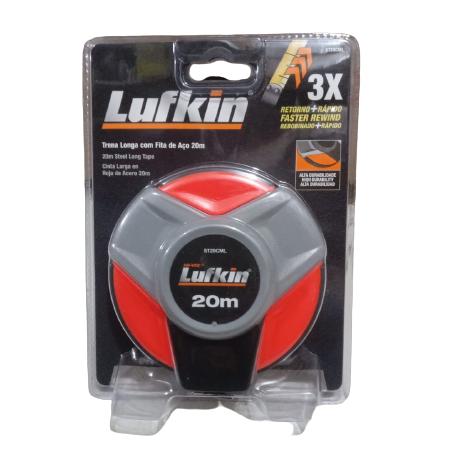 ST20CML
Lufkin
3X
RETORNO+RÁPIDO
FASTER REWIND
REBOBINADO+RÁPIDO
Trena Longa com Fita de Aço 20m
20m Steel Long Tape
Cinta Larga en
Hoja de Acero 20m
ALTA DURABILIDADE
HIGH DURABILITY
ALTA DURABILIDAD
ST20CML
Lufkin
20m